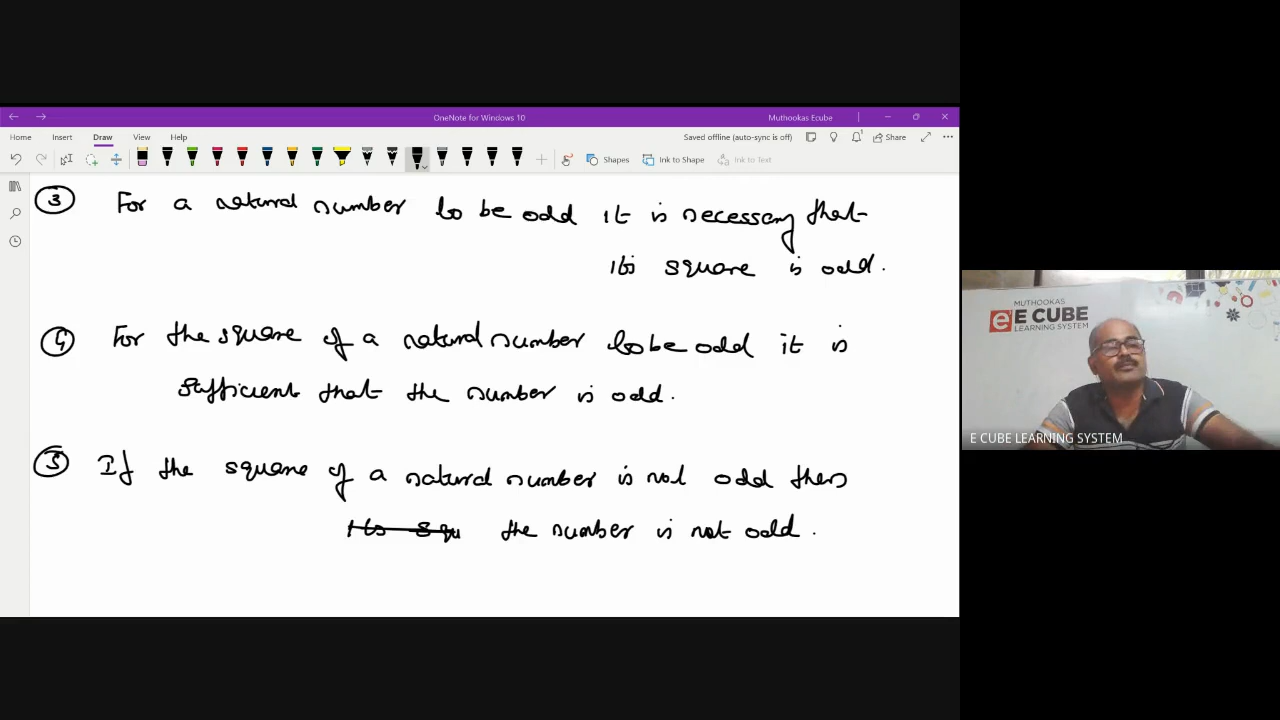 OneNote for Windows 10
Muthookas Ecube
Home Insert Draw View Help
Saved offline (auto-sync is off)
Share
Shapes
Ink to Shape
Ink to Text
3 For a natural number to be odd it is necessary that
its square is odd.
4 For the square of a natural number to be odd it is
sufficient that the number is odd.
5 If the square of a natural number is not odd then
its squ the number is not odd.
MUTHOOKAS
e E CUBE
LEARNING SYSTEM
E CUBE LEARNING SYSTEM